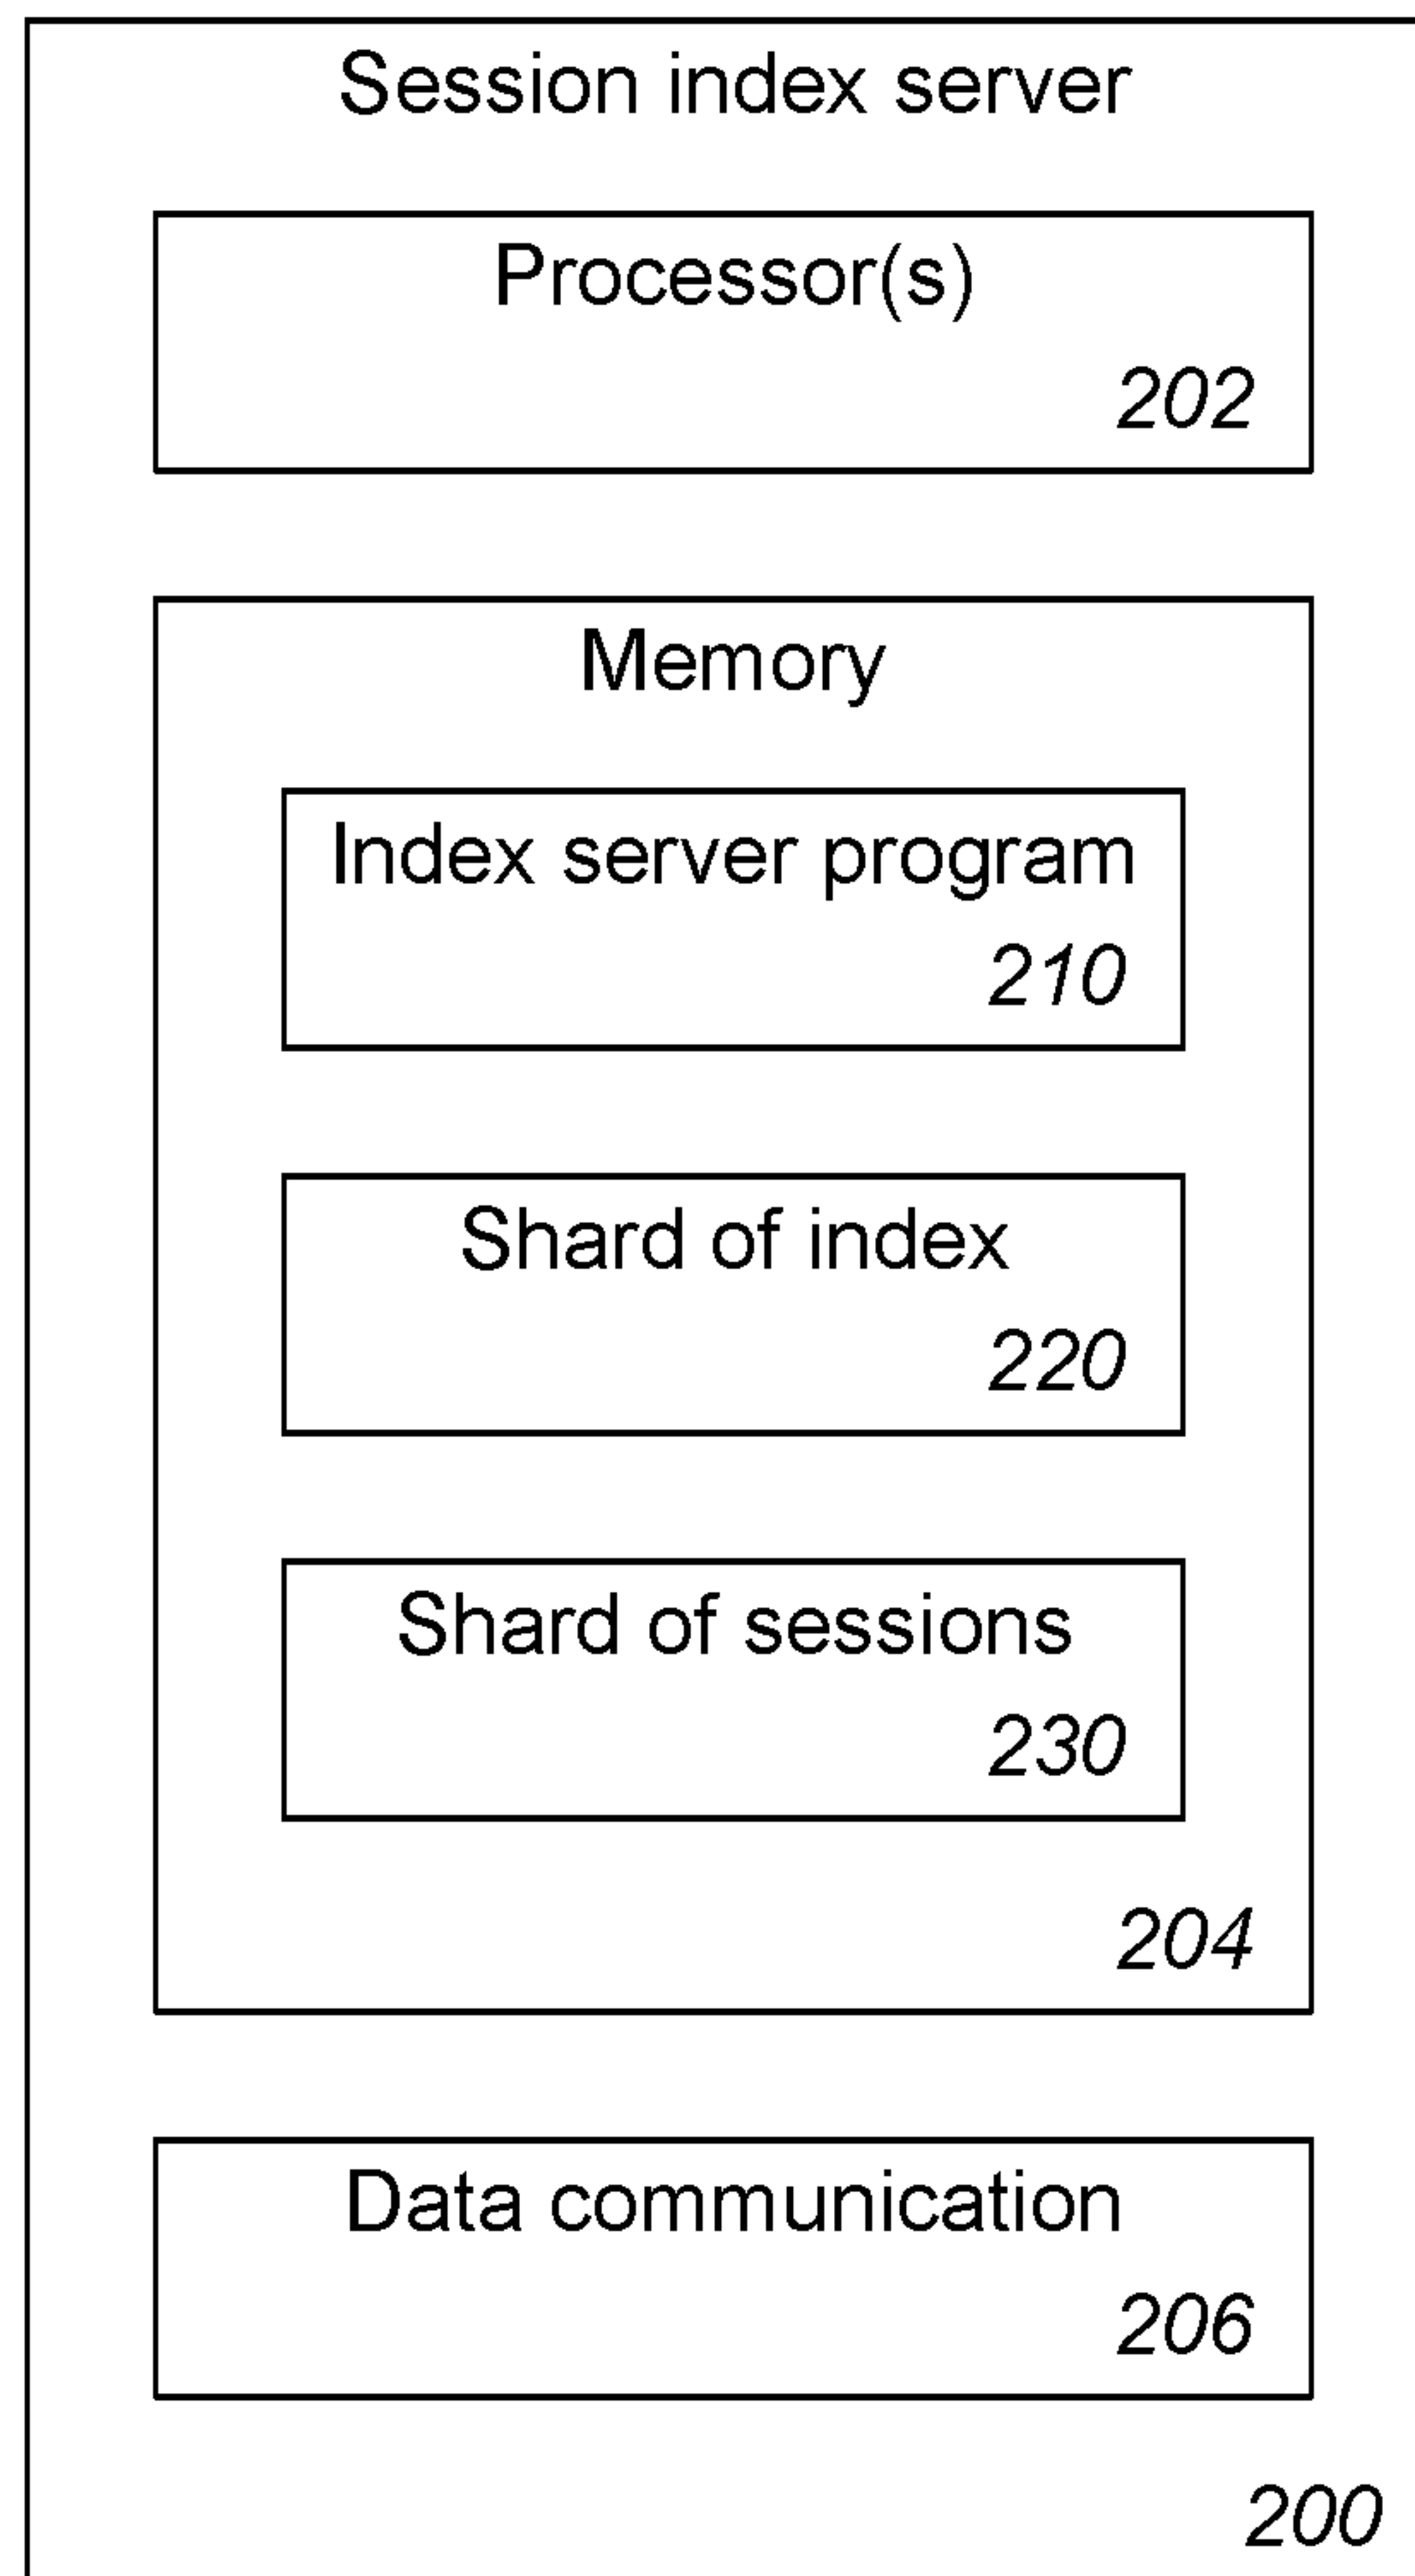 Session index server
Processor(s)
202
Memory
Index server program
210
Shard of index
220
Shard of sessions
230
204
Data communication
206
200